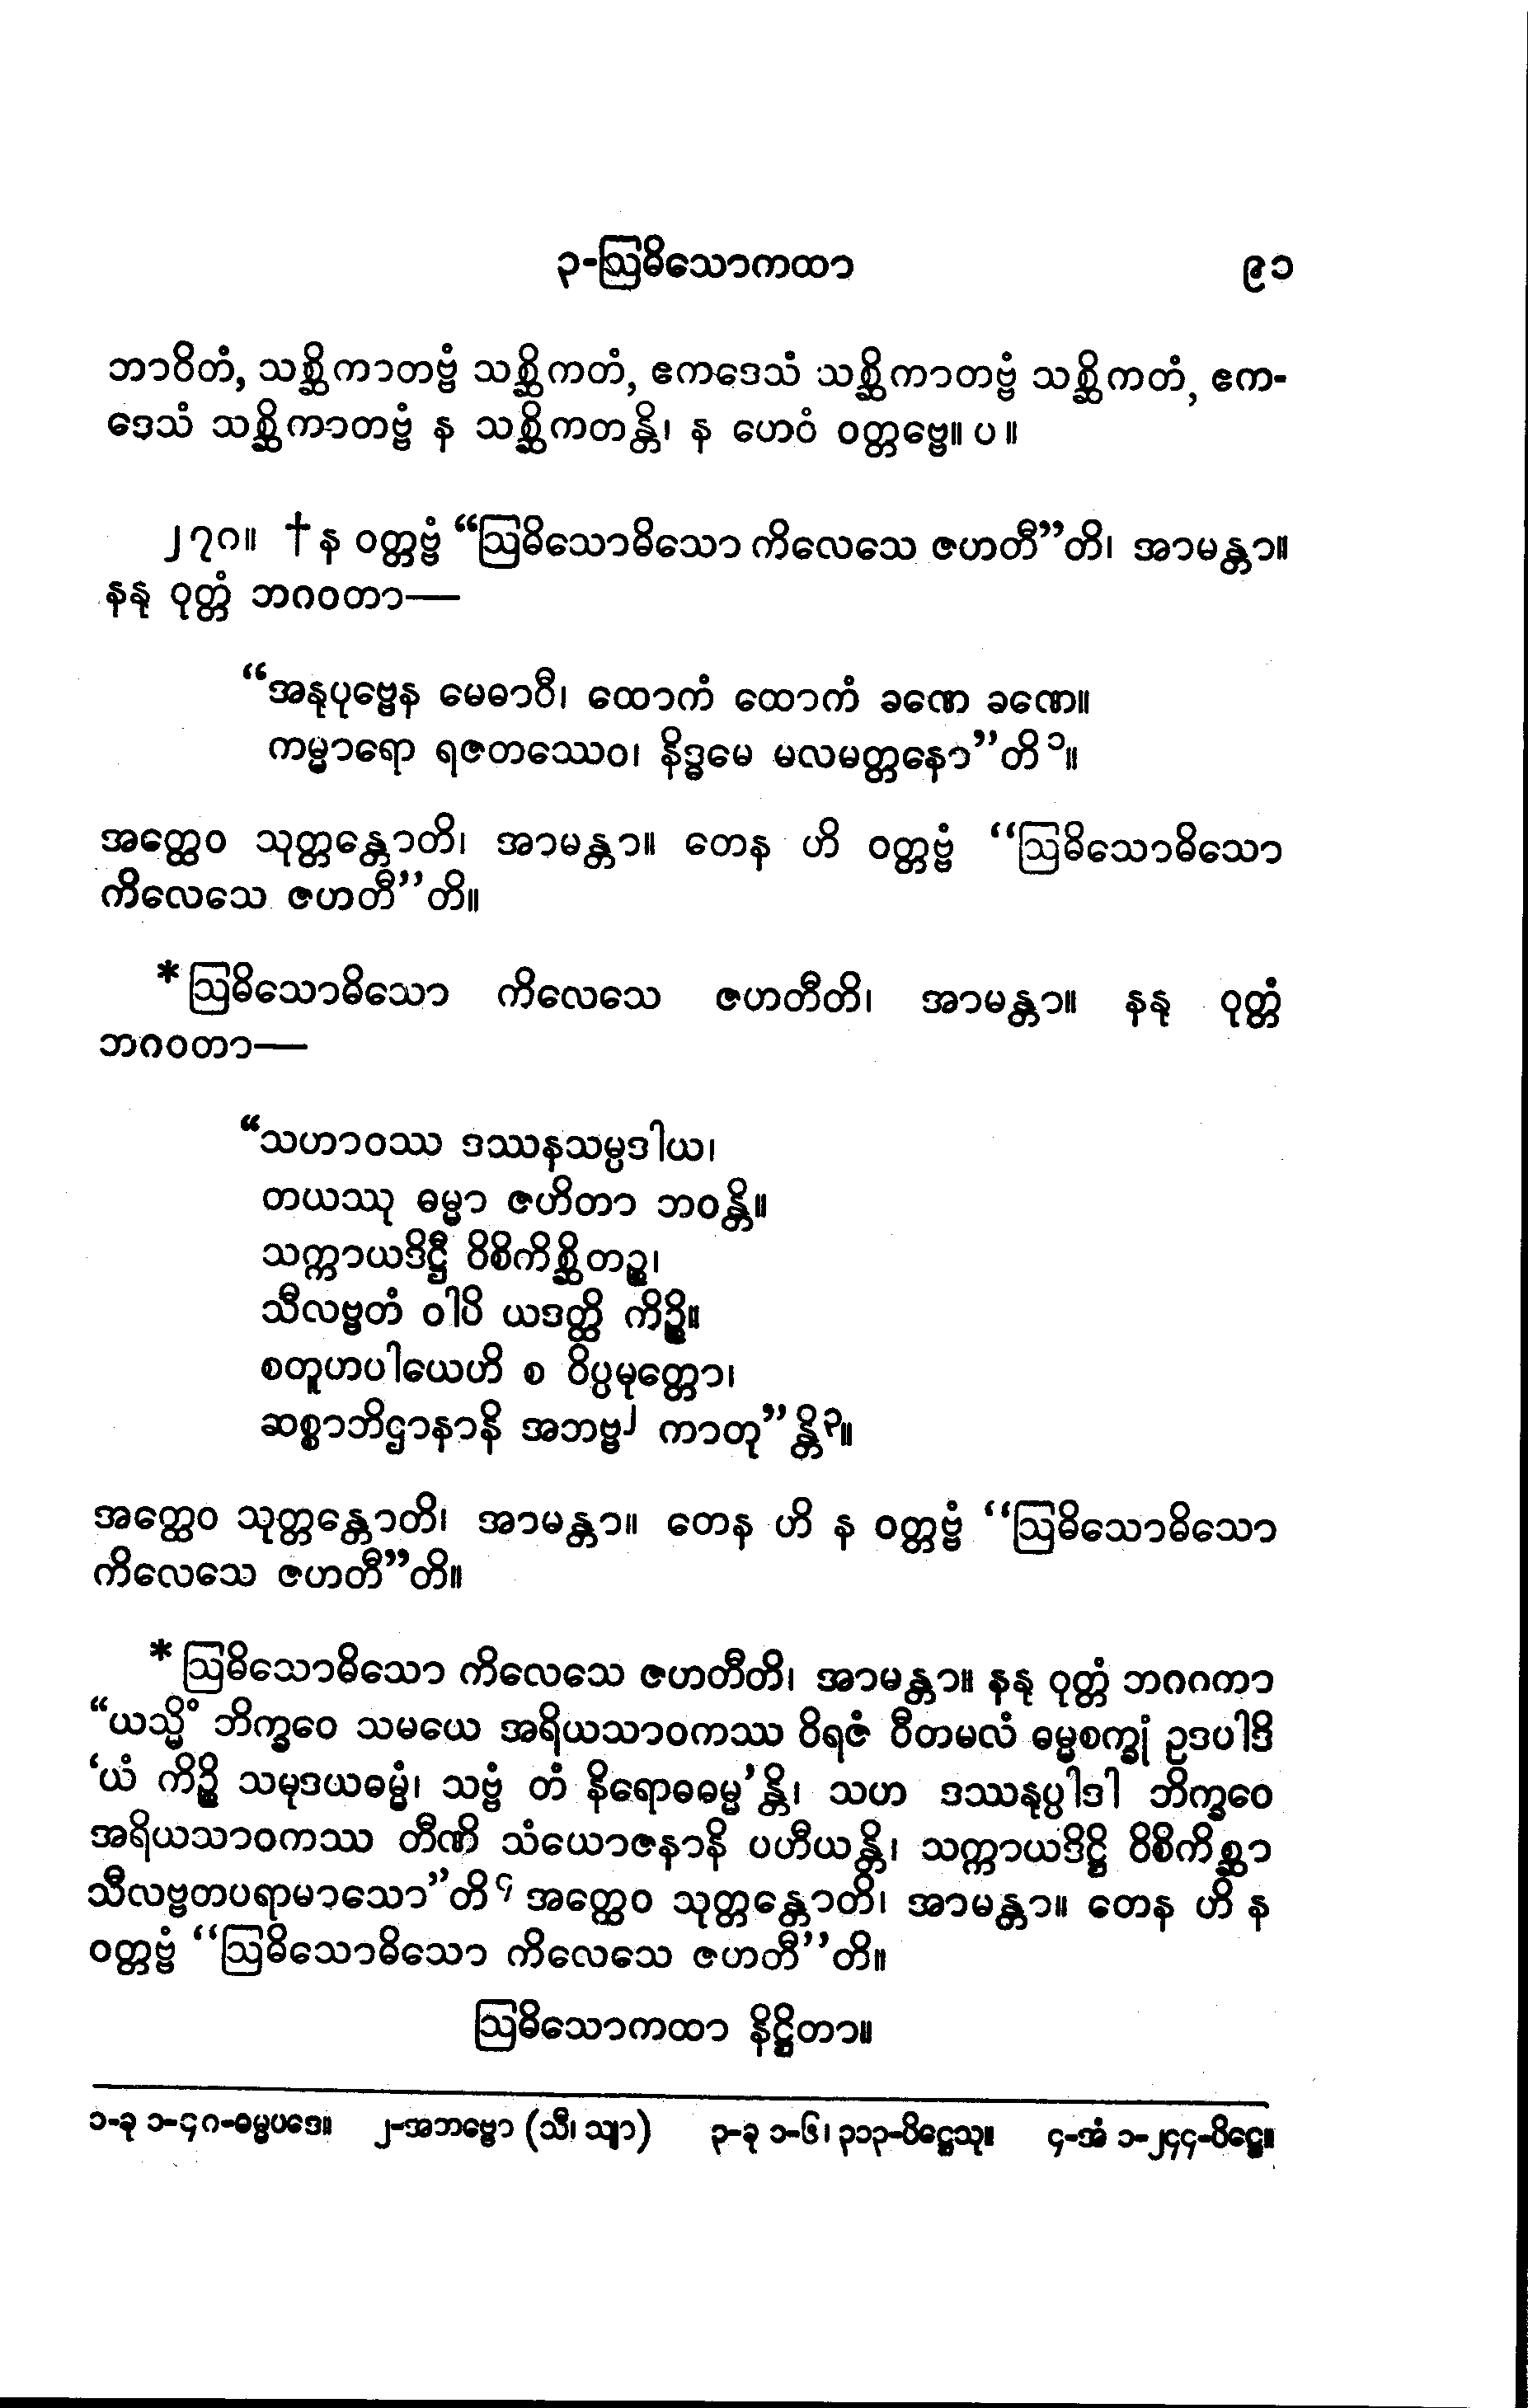 ၃-ဩဓိသောကထာ ၉၁
ဘာဝိတံ, သစ္ဆိကာတဗ္ဗံ သစ္ဆိကတံ, ဧကဒေသံ သစ္ဆိကာတဗ္ဗံ သစ္ဆိကတံ, ဧက-
ဒေသံ သစ္ဆိကာတဗ္ဗံ န သစ္ဆိကတန္တိ၊ န ဟေဝံ ဝတ္တဗ္ဗေ။ ပ ။
၂၇၀။ †န ဝတ္တဗ္ဗံ “ဩဓိသောဓိသော ကိလေသေ ဇဟတီ”တိ၊ အာမန္တာ။
နနု ဝုတ္တံ ဘဂဝတာ—
“အနုပုဗ္ဗေန မေဓာဝီ၊ ထောကံ ထောကံ ခဏေ ခဏေ။
ကမ္မာရော ရဇတဿေဝ၊ နိဒ္ဓမေ မလမတ္တနော”တိ၁။
အတ္ထေဝ သုတ္တန္တောတိ၊ အာမန္တာ။ တေန ဟိ ဝတ္တဗ္ဗံ “ဩဓိသောဓိသော
ကိလေသေ ဇဟတီ”တိ။
*ဩဓိသောဓိသော ကိလေသေ ဇဟတီတိ၊ အာမန္တာ။ နနု ဝုတ္တံ
ဘဂဝတာ—
“သဟာဝဿ ဒဿနသမ္ပဒါယ၊
တယဿု ဓမ္မာ ဇဟိတာ ဘဝန္တိ။
သက္ကာယဒိဋ္ဌီ ဝိစိကိစ္ဆိတဉ္စ၊
သီလဗ္ဗတံ ဝါပိ ယဒတ္ထိ ကိဉ္စိ။
စတူဟပါယေဟိ စ ဝိပ္ပမုတ္တော၊
ဆစ္စာဘိဌာနာနိ အဘဗ္ဗ၂ ကာတု”န္တိ၃။
အတ္ထေဝ သုတ္တန္တောတိ၊ အာမန္တာ။ တေန ဟိ န ဝတ္တဗ္ဗံ “ဩဓိသောဓိသော
ကိလေသေ ဇဟတီ”တိ။
*ဩဓိသောဓိသော ကိလေသေ ဇဟတီတိ၊ အာမန္တာ။ နနု ဝုတ္တံ ဘဂဂကာ
“ယသ္မိံ ဘိက္ခဝေ သမယေ အရိယသာဝကဿ ဝိရဇံ ဝီတမလံ ဓမ္မစက္ခုံ ဥဒပါဒိ
‘ယံ ကိဉ္စိ သမုဒယဓမ္မံ၊ သဗ္ဗံ တံ နိရောဓဓမ္မ’န္တိ၊ သဟ ဒဿနုပ္ပါဒါ ဘိက္ခဝေ
အရိယသာဝကဿ တီဏိ သံယောဇနာနိ ပဟီယန္တိ၊ သက္ကာယဒိဋ္ဌိ ဝိစိကိစ္ဆာ
သီလဗ္ဗတပရာမာသော”တိ၄ အတ္ထေဝ သုတ္တန္တောတိ၊ အာမန္တာ။ တေန ဟိ န
ဝတ္တဗ္ဗံ “ဩဓိသောဓိသော ကိလေသေ ဇဟတီ”တိ။
ဩဓိသောကထာ နိဋ္ဌိတာ။
၁-ခု ၁-၄၈-ဓမ္မပဒေ။ ၂-အဘဗ္ဗော (သီ၊ သျာ) ၃-ခု ၁-၆၊ ၃၁၃-ပိဋ္ဌေသု။ ၄-အံ ၁-၂၄၄-ပိဋ္ဌေ။